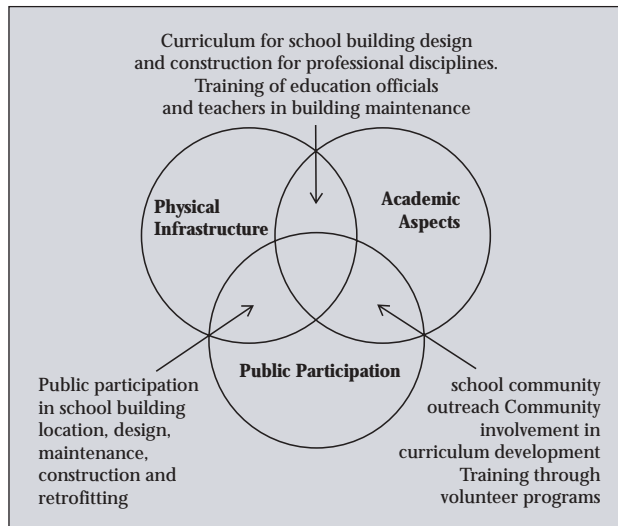 Curriculum for school building design
and construction for professional disciplines.
Training of education officials
and teachers in building maintenance
Physical
Infrastructure
Academic
Aspects
Public Participation
Public participation
in school building
location, design,
maintenance,
construction and
retrofitting
school community
outreach Community
involvement in
curriculum development
Training through
volunteer programs